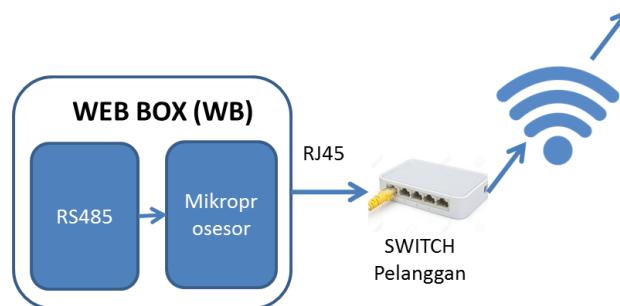 WEB BOX (WB)
RS485
Mikropr
osesor
RJ45
SWITCH
Pelanggan